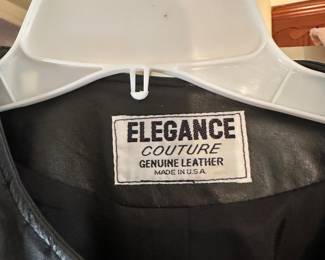 ELEGANCE
COUTURE
GENUINE LEATHER
MADE IN U.S.A.